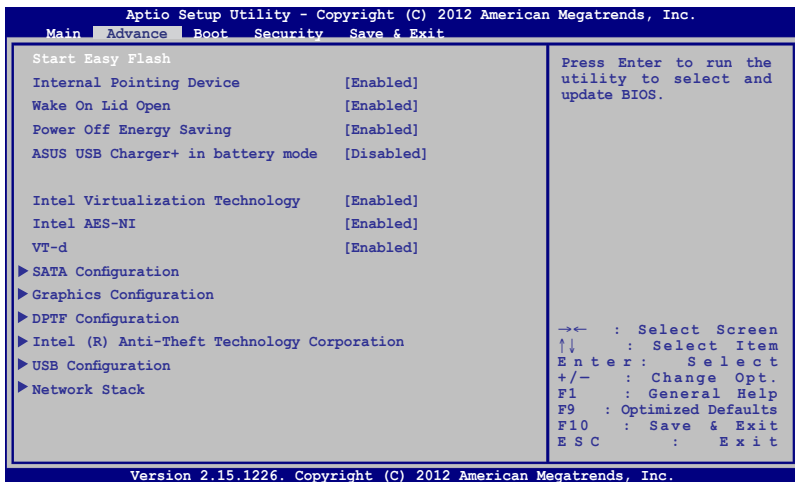 Aptio Setup Utility - Copyright (C) 2012 American Megatrends, Inc.
Main Advance Boot Security Save & Exit
Start Easy Flash
Internal Pointing Device [Enabled]
Wake On Lid Open [Enabled]
Power Off Energy Saving [Enabled]
ASUS USB Charger+ in battery mode [Disabled]
Intel Virtualization Technology [Enabled]
Intel AES-NI [Enabled]
VT-d [Enabled]
SATA Configuration
Graphics Configuration
DPTF Configuration
Intel (R) Anti-Theft Technology Corporation
USB Configuration
Network Stack
Press Enter to run the
utility to select and
update BIOS.
→← : Select Screen
↑↓ : Select Item
Enter: Select
+/— : Change Opt.
F1 : General Help
F9 : Optimized Defaults
F10 : Save & Exit
ESC : Exit
Version 2.15.1226. Copyright (C) 2012 American Megatrends, Inc.